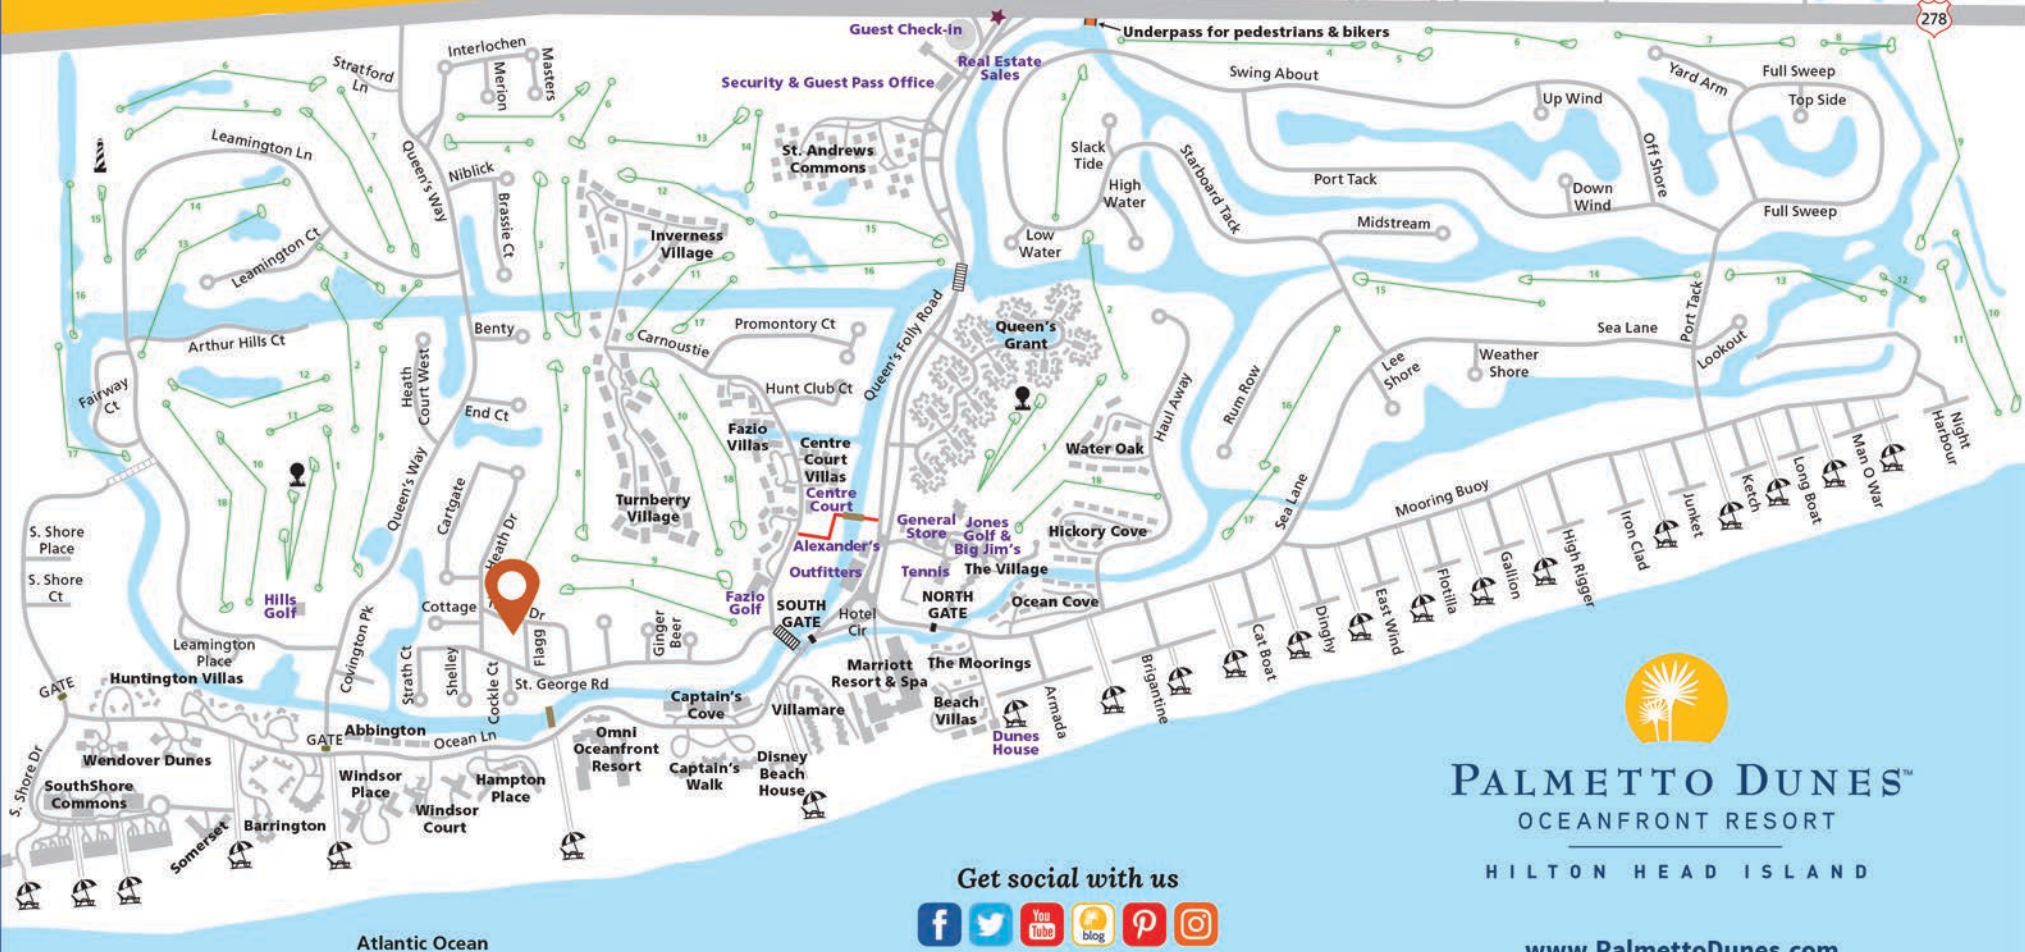 278
Guest Check-in
Underpass for pedestrians & bikers
Real Estate
Sales
Security & Guest Pass Office
Interlochen
Masters
Merion
Stratford
Ln
Leamington Ln
Queen's Way
Niblick
Brassie Ct
St. Andrews
Commons
Inverness
Village
Slack
Tide
High
Water
Low
Water
Swing About
Starboard Tack
Port Tack
Up Wind
Down
Wind
Off Shore
Yard Arm
Full Sweep
Top Side
Full Sweep
Midstream
Leamington Ct
Arthur Hills Ct
Fairway
Ct
Heath
Court West
Benty
End Ct
Carnoustie
Promontory Ct
Hunt Club Ct
Queen's Folly Road
Queen's
Grant
Haul Away
Rum Row
Lee
Shore
Weather
Shore
Sea Lane
Port Tack
Lookout
Night
Harbour
Fazio
Villas
Centre
Court
Villas
Centre
Court
Water Oak
Turnberry
Village
Queen's Way
Cartgate
Heath Dr
Alexander's
Outfitters
General
Store
Jones
Golf &
Big Jim's
Tennis
The Village
Hickory Cove
Sea Lane
Mooring Buoy
Man O War
Long Boat
Ketch
Junket
Iron Clad
High Rigger
Gallion
Flotilla
East Wind
Dinghy
Cat Boat
Brigantine
Armada
S. Shore
Place
S. Shore
Ct
Hills
Golf
Leamington
Place
Covington Pk
Cottage
Dr
Flagg
Ginger
Beer
Fazio
Golf
SOUTH
GATE
Hotel
Cir
NORTH
GATE
Ocean Cove
Strath Ct
Shelley
Cockle Ct
St. George Rd
GATE
Huntington Villas
Marriott
Resort & Spa
The Moorings
Captain's
Cove
Villamare
Beach
Villas
Dunes
House
GATE
Abbington
Ocean Ln
Omni
Oceanfront
Resort
Captain's
Walk
Disney
Beach
House
S. Shore Dr
Wendover Dunes
SouthShore
Commons
Windsor
Place
Hampton
Place
Windsor
Court
Barrington
Somerset
Atlantic Ocean
Get social with us
You
Tube
blog
PALMETTO DUNES™
OCEANFRONT RESORT
HILTON HEAD ISLAND
www.PalmettoDunes.com